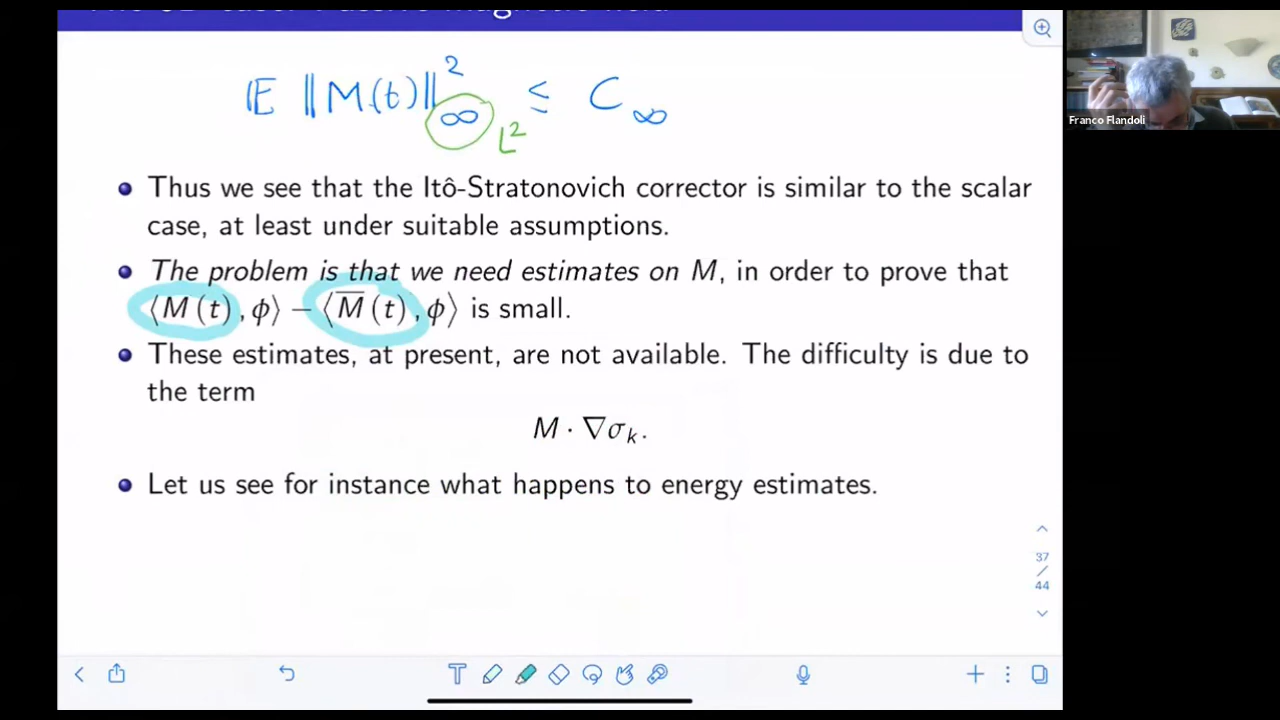 𝔼 ‖M(t)‖²_∞ ≤ C_∞
L²
Franco Flandoli
Thus we see that the Itô-Stratonovich corrector is similar to the scalar
case, at least under suitable assumptions.
The problem is that we need estimates on M, in order to prove that
⟨M (t), ϕ⟩ − ⟨M̅ (t), ϕ⟩ is small.
These estimates, at present, are not available. The difficulty is due to
the term
M · ∇σₖ.
Let us see for instance what happens to energy estimates.
37
/
44